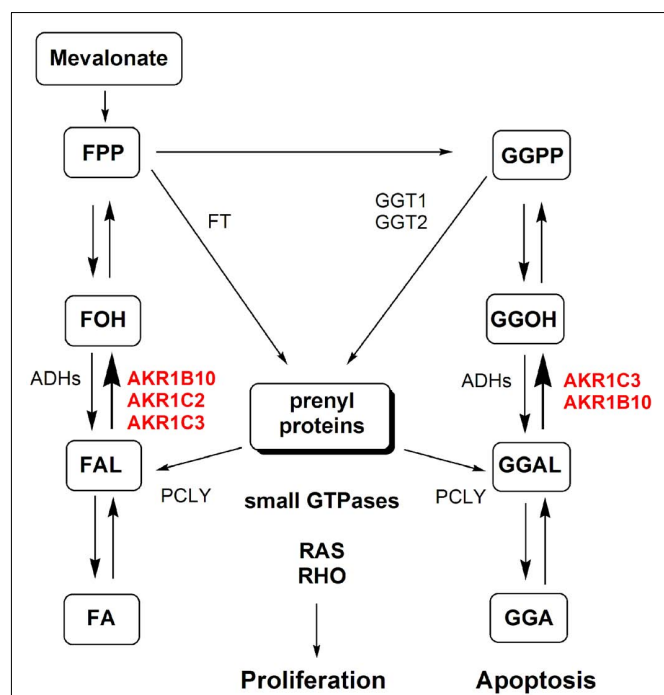 Mevalonate
FPP
GGPP
FT
GGT1
GGT2
FOH
GGOH
ADHs
AKR1B10
AKR1C2
AKR1C3
ADHs
AKR1C3
AKR1B10
prenyl
proteins
FAL
GGAL
PCLY
PCLY
small GTPases
RAS
RHO
FA
GGA
Proliferation
Apoptosis